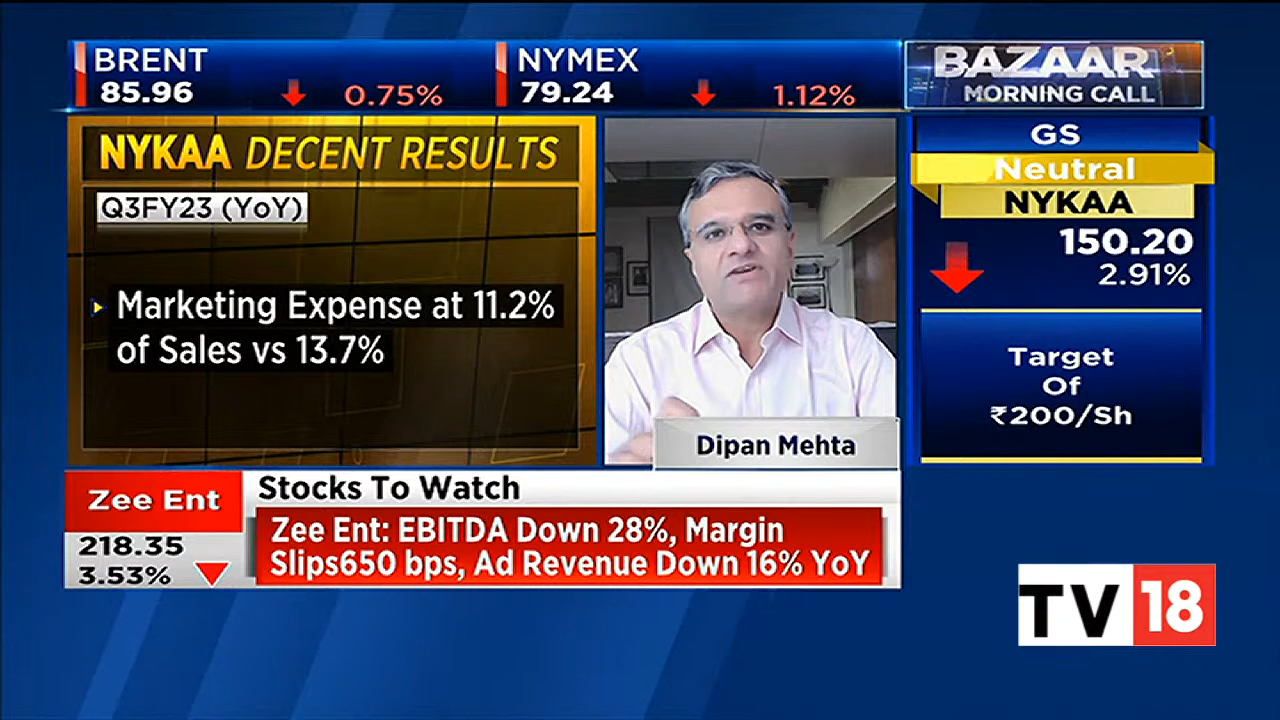 BRENT
85.96 0.75%
NYMEX
79.24 1.12%
BAZAAR
MORNING CALL
NYKAA DECENT RESULTS
Q3FY23 (YoY)
Marketing Expense at 11.2%
of Sales vs 13.7%
Dipan Mehta
GS
Neutral
NYKAA
150.20
2.91%
Target
Of
₹200/Sh
Zee Ent
218.35
3.53%
Stocks To Watch
Zee Ent: EBITDA Down 28%, Margin
Slips650 bps, Ad Revenue Down 16% YoY
TV18